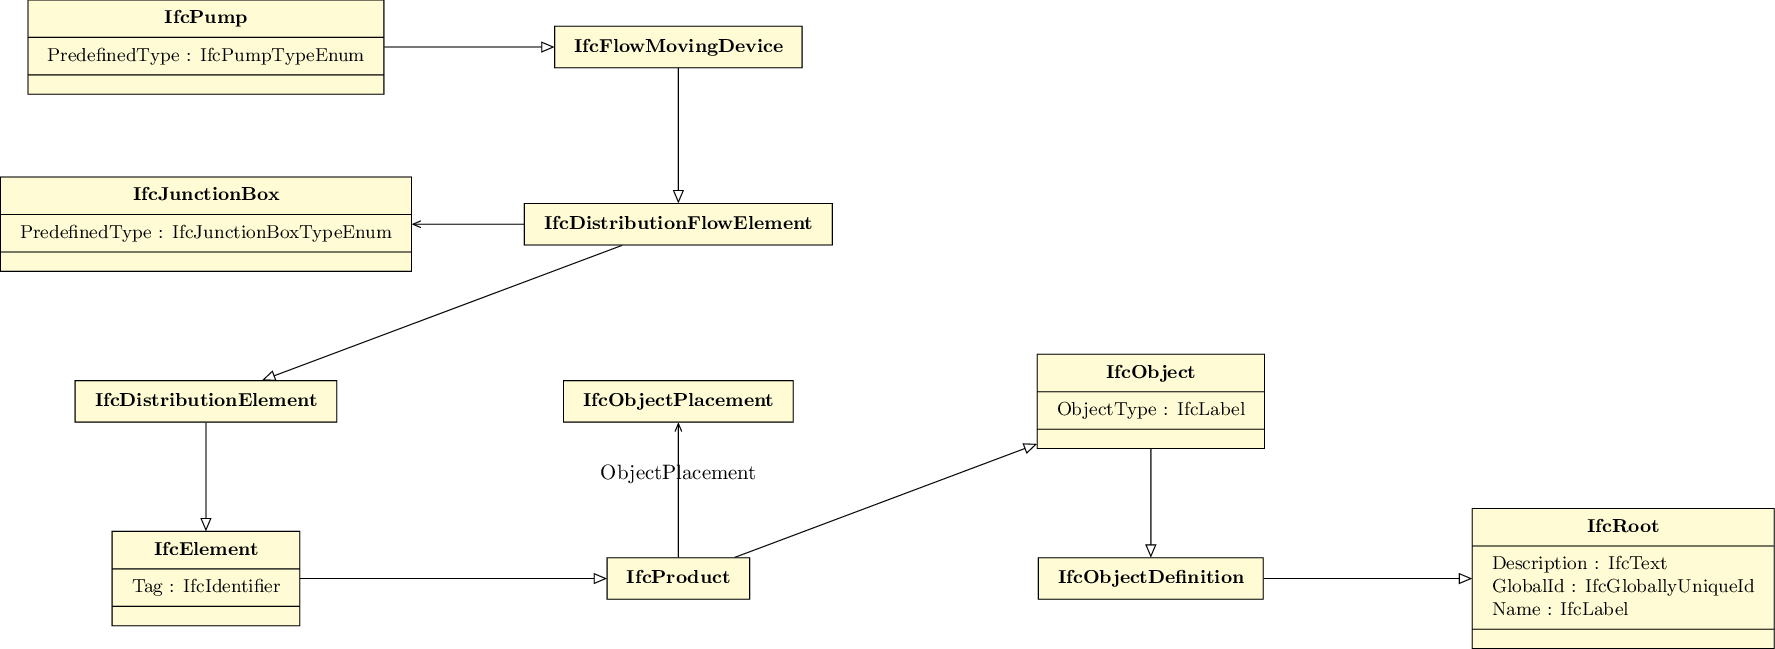 IfcPump
PredefinedType : IfcPumpTypeEnum
IfcFlowMovingDevice
IfcJunctionBox
PredefinedType : IfcJunctionBoxTypeEnum
IfcDistributionFlowElement
IfcDistributionElement
IfcObjectPlacement
IfcObject
ObjectType : IfcLabel
ObjectPlacement
IfcElement
Tag : IfcIdentifier
IfcProduct
IfcObjectDefinition
IfcRoot
Description : IfcText
GlobalId : IfcGloballyUniqueId
Name : IfcLabel